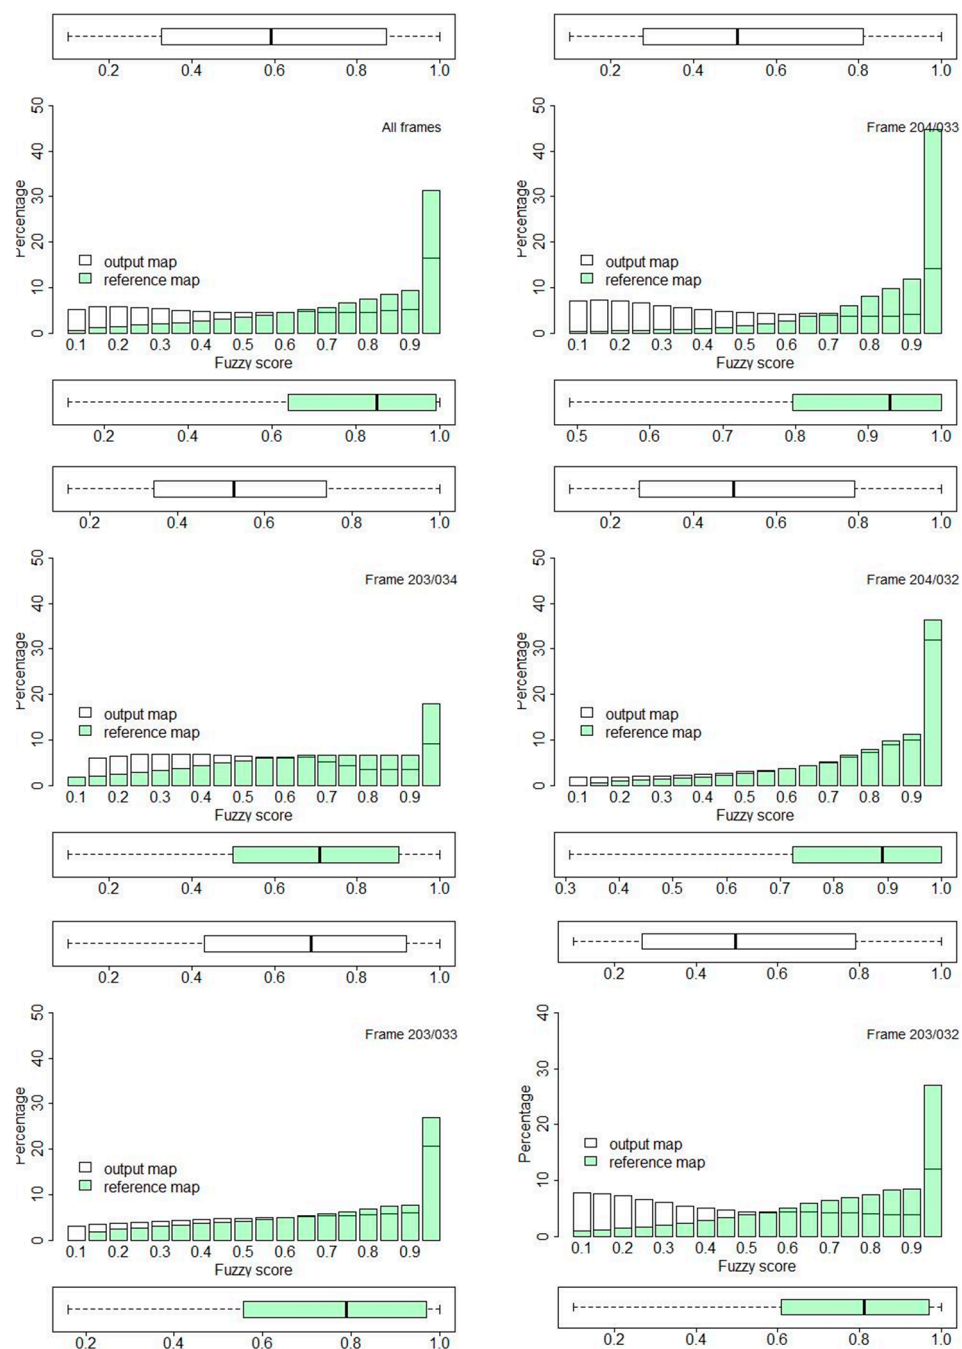 0.2 0.4 0.6 0.8 1.0
0.2 0.4 0.6 0.8 1.0
50
40
30
20
10
0
Percentage
All frames
output map
reference map
0.1 0.2 0.3 0.4 0.5 0.6 0.7 0.8 0.9
Fuzzy score
50
40
30
20
10
0
Percentage
Frame 204/033
output map
reference map
0.1 0.2 0.3 0.4 0.5 0.6 0.7 0.8 0.9
Fuzzy score
0.2 0.4 0.6 0.8 1.0
0.5 0.6 0.7 0.8 0.9 1.0
0.2 0.4 0.6 0.8 1.0
0.2 0.4 0.6 0.8 1.0
50
40
30
20
10
0
Percentage
Frame 203/034
output map
reference map
0.1 0.2 0.3 0.4 0.5 0.6 0.7 0.8 0.9
Fuzzy score
50
40
30
20
10
0
Percentage
Frame 204/032
output map
reference map
0.1 0.2 0.3 0.4 0.5 0.6 0.7 0.8 0.9
Fuzzy score
0.2 0.4 0.6 0.8 1.0
0.3 0.4 0.5 0.6 0.7 0.8 0.9 1.0
0.2 0.4 0.6 0.8 1.0
0.2 0.4 0.6 0.8 1.0
50
40
30
20
10
0
Percentage
Frame 203/033
output map
reference map
0.1 0.2 0.3 0.4 0.5 0.6 0.7 0.8 0.9
Fuzzy score
40
30
20
10
0
Percentage
Frame 203/032
output map
reference map
0.1 0.2 0.3 0.4 0.5 0.6 0.7 0.8 0.9
Fuzzy score
0.2 0.4 0.6 0.8 1.0
0.2 0.4 0.6 0.8 1.0